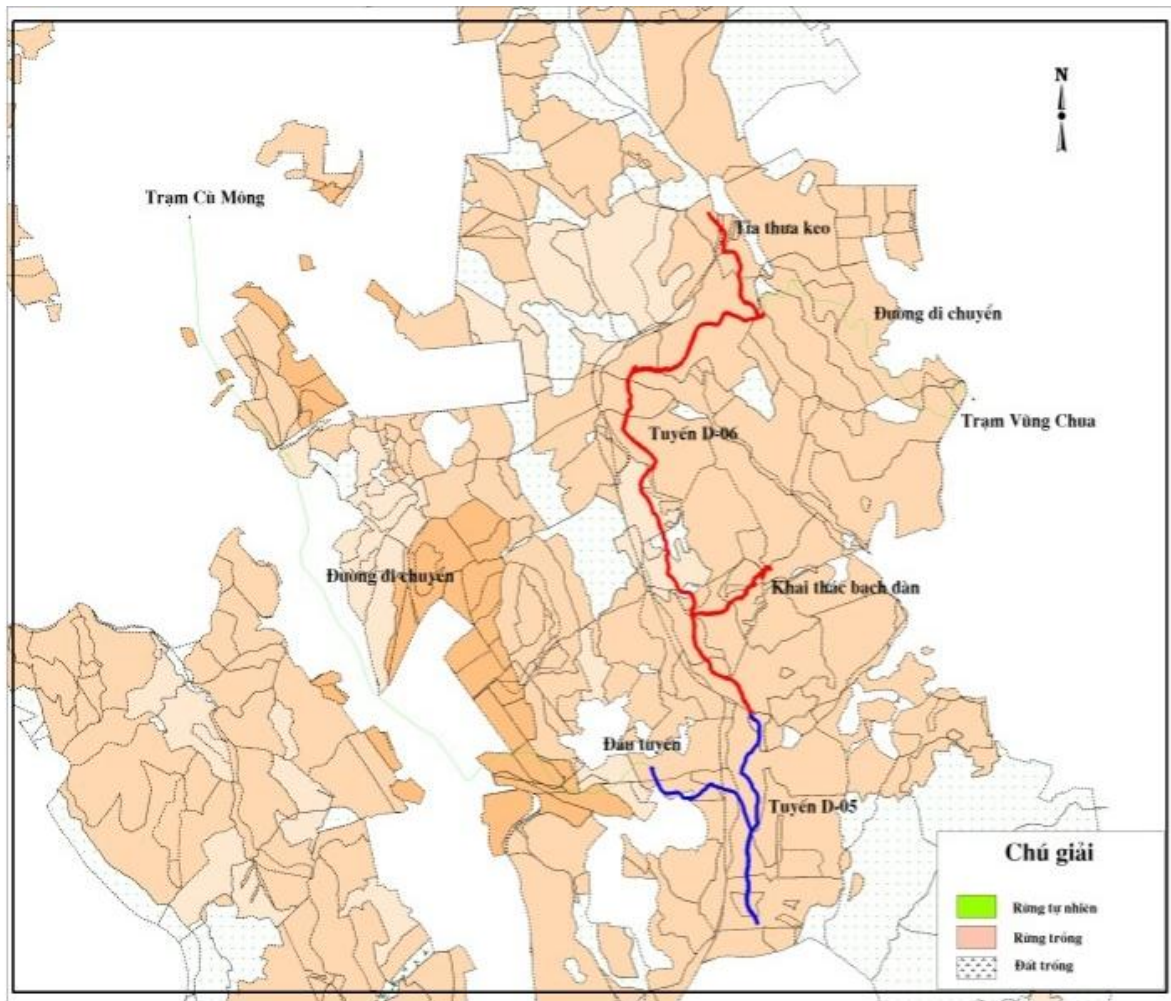 N
Trạm Cù Mông
Tỉa thưa keo
Đường di chuyển
Trạm Vũng Chua
Tuyến D-06
Đường di chuyển
Khai thác bạch đàn
Đầu tuyến
Tuyến D-05
Chú giải
Rừng tự nhiên
Rừng trồng
Đất trống